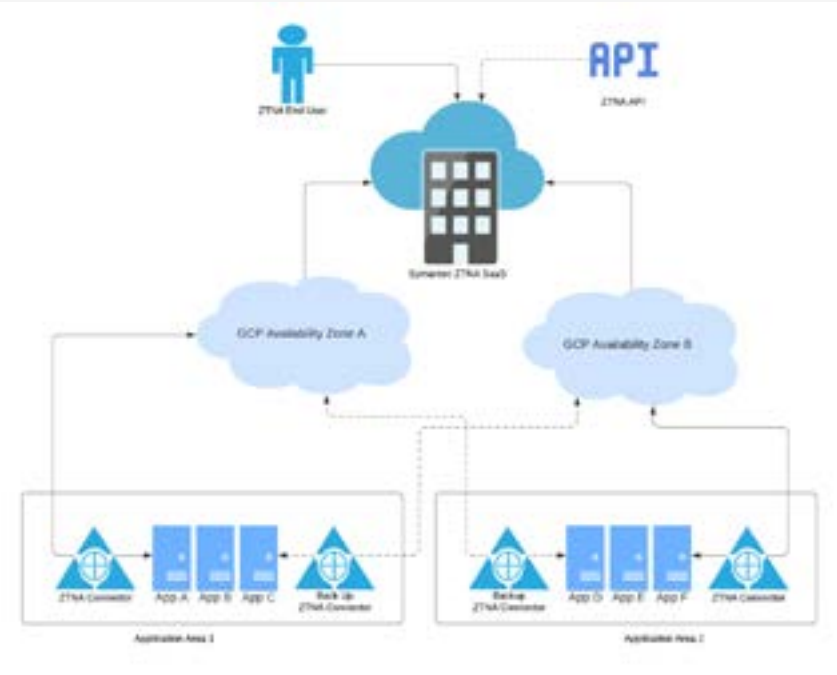 API
ZTNA End User
ZTNA API
Symantec ZTNA SaaS
GCP Availability Zone A
GCP Availability Zone B
ZTNA Connector
App A
App B
App C
Back Up
ZTNA Connector
Backup
ZTNA Connector
App D
App E
App F
ZTNA Connector
Application Area 1
Application Area 2